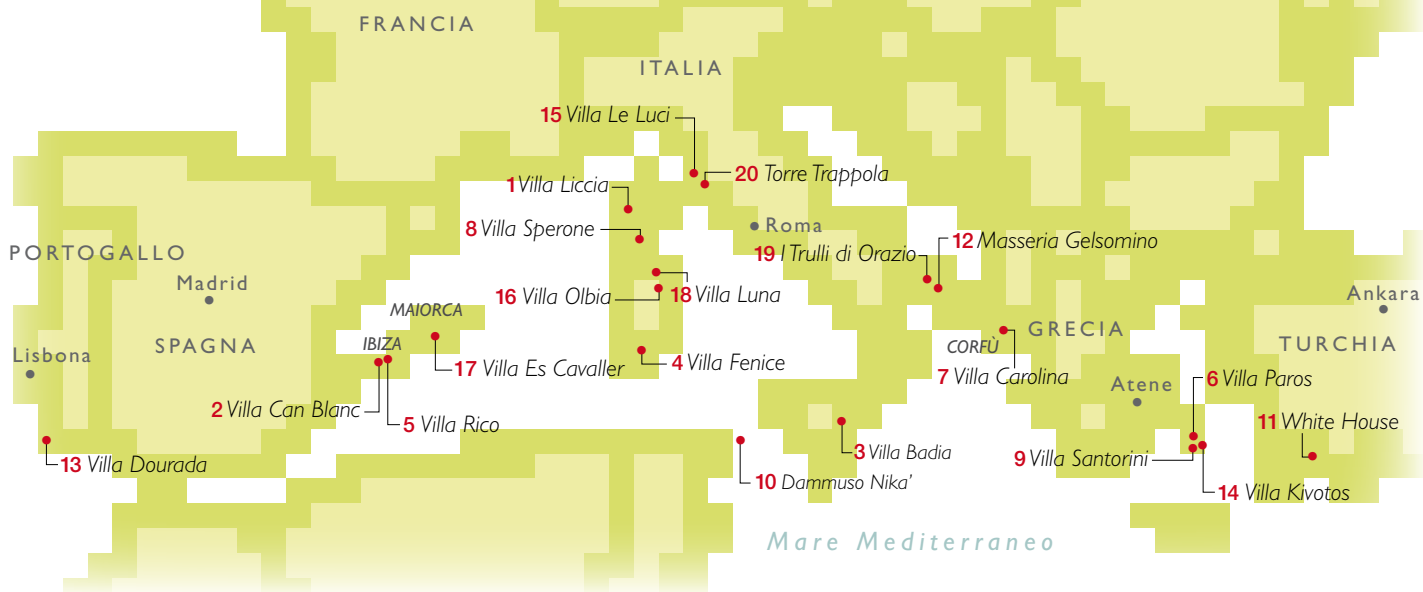 FRANCIA
ITALIA
15 Villa Le Luci
20 Torre Trappola
1 Villa Liccia
8 Villa Sperone
Roma
12 Masseria Gelsomino
19 I Trulli di Orazio
PORTOGALLO
Madrid
16 Villa Olbia
18 Villa Luna
Ankara
MAIORCA
GRECIA
SPAGNA
IBIZA
CORFÙ
TURCHIA
Lisbona
17 Villa Es Cavaller
4 Villa Fenice
7 Villa Carolina
Atene
6 Villa Paros
2 Villa Can Blanc
5 Villa Rico
11 White House
3 Villa Badia
9 Villa Santorini
13 Villa Dourada
10 Dammuso Nika'
14 Villa Kivotos
Mare Mediterraneo